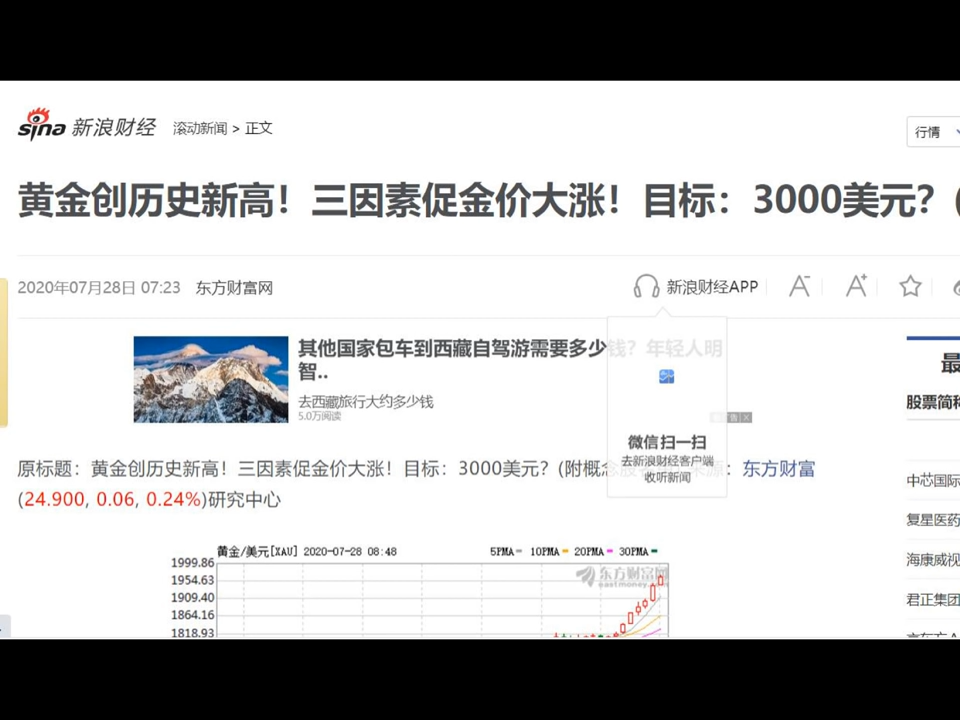 sina 新浪财经 滚动新闻 > 正文
行情
黄金创历史新高！三因素促金价大涨！目标：3000美元？(
2020年07月28日 07:23 东方财富网
新浪财经APP A- A+
其他国家包车到西藏自驾游需要多少钱？年轻人明
智..
去西藏旅行大约多少钱
5.0万阅读
微信扫一扫
去新浪财经客户端
收听新闻
最
股票简称
中芯国际
复星医药
海康威视
君正集团
原标题：黄金创历史新高！三因素促金价大涨！目标：3000美元？(附概念股 源：东方财富
(24.900, 0.06, 0.24%)研究中心
黄金/美元[XAU] 2020-07-28 08:48 5PMA 10PMA 20PMA 30PMA
东方财富网
eastmoney
1999.86
1954.63
1909.40
1864.16
1818.93